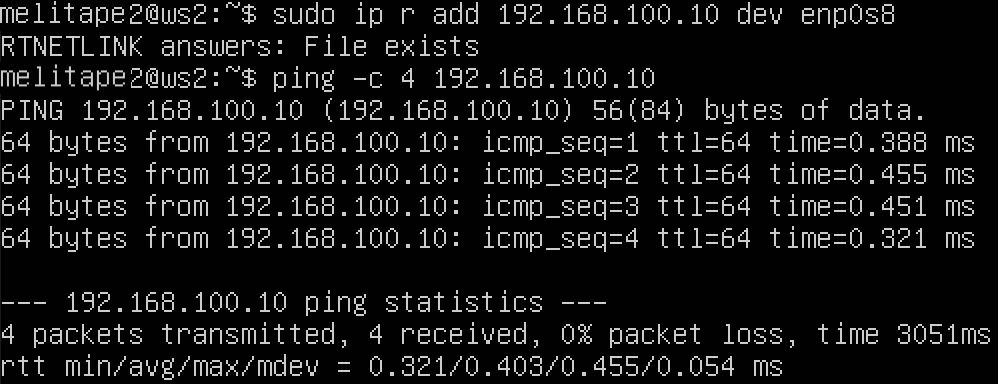 melitape2@ws2:~$ sudo ip r add 192.168.100.10 dev enp0s8
RTNETLINK answers: File exists
melitape2@ws2:~$ ping -c 4 192.168.100.10
PING 192.168.100.10 (192.168.100.10) 56(84) bytes of data.
64 bytes from 192.168.100.10: icmp_seq=1 ttl=64 time=0.388 ms
64 bytes from 192.168.100.10: icmp_seq=2 ttl=64 time=0.455 ms
64 bytes from 192.168.100.10: icmp_seq=3 ttl=64 time=0.451 ms
64 bytes from 192.168.100.10: icmp_seq=4 ttl=64 time=0.321 ms
--- 192.168.100.10 ping statistics ---
4 packets transmitted, 4 received, 0% packet loss, time 3051ms
rtt min/avg/max/mdev = 0.321/0.403/0.455/0.054 ms